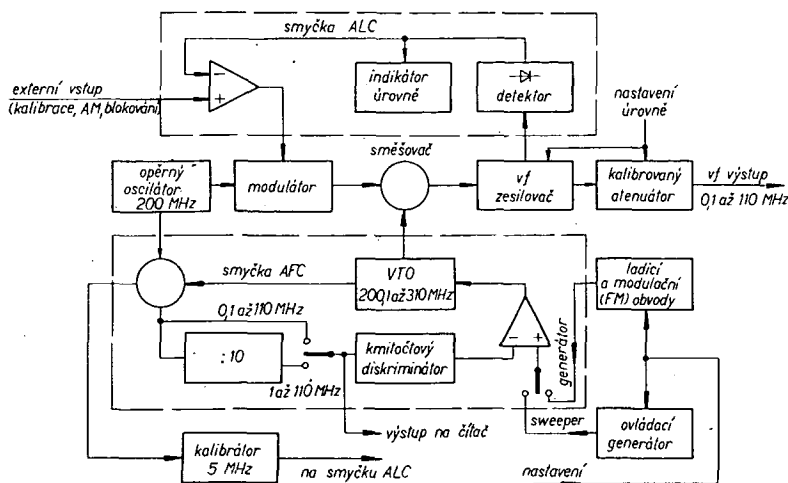 smyčka ALC
externí vstup
(kalibrace, AM, blokování)
−
+
indikátor
úrovně
detektor
nastavení
úrovně
opěrný
oscilátor
200 MHz
modulátor
směšovač
vf
zesilovač
kalibrovaný
atenuátor
vf výstup
0,1 až 110 MHz
smyčka AFC
VTO
200,1 až 310 MHz
ladicí
a modulační
(FM) obvody
0,1 až 110 MHz
: 10
1 až 110 MHz
kmitočtový
diskriminátor
−
+
generátor
sweeper
ovládací
generátor
výstup na čítač
kalibrátor
5 MHz
na smyčku ALC
nastavení